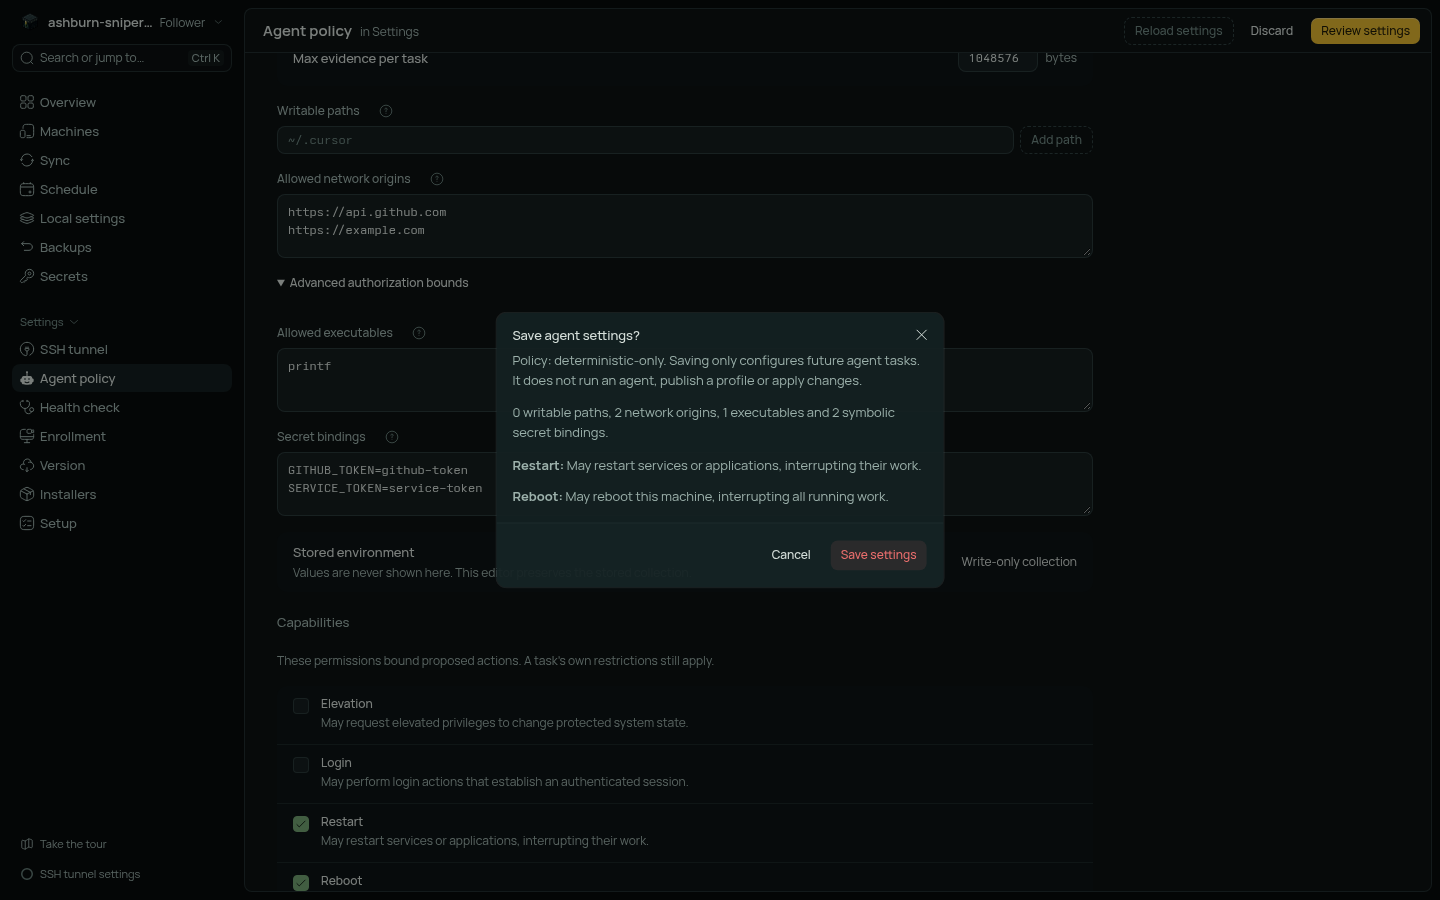 ashburn-sniper... Follower
Search or jump to... Ctrl K
Overview
Machines
Sync
Schedule
Local settings
Backups
Secrets
Settings
SSH tunnel
Agent policy
Health check
Enrollment
Version
Installers
Setup
Take the tour
SSH tunnel settings
Agent policy in Settings
Reload settings
Discard
Review settings
Max evidence per task
1048576 bytes
Writable paths ?
~/.cursor
Add path
Allowed network origins ?
https://api.github.com
https://example.com
▼ Advanced authorization bounds
Allowed executables ?
printf
Secret bindings ?
GITHUB_TOKEN=github-token
SERVICE_TOKEN=service-token
Stored environment
Values are never shown here. This
Write-only collection
Capabilities
These permissions bound proposed actions. A task's own restrictions still apply.
Elevation
May request elevated privileges to change protected system state.
Login
May perform login actions that establish an authenticated session.
Restart
May restart services or applications, interrupting their work.
Reboot
Save agent settings?
Policy: deterministic-only. Saving only configures future agent tasks.
It does not run an agent, publish a profile or apply changes.
0 writable paths, 2 network origins, 1 executables and 2 symbolic
secret bindings.
Restart: May restart services or applications, interrupting their work.
Reboot: May reboot this machine, interrupting all running work.
Cancel
Save settings